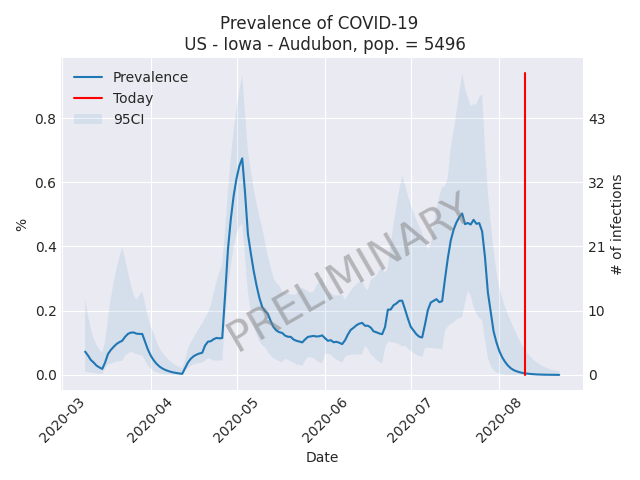 Prevalence of COVID-19
US - Iowa - Audubon, pop. = 5496
Prevalence
Today
95CI
PRELIMINARY
%
0.8
0.6
0.4
0.2
0.0
43
32
21
10
0
# of infections
2020-03
2020-04
2020-05
2020-06
2020-07
2020-08
Date